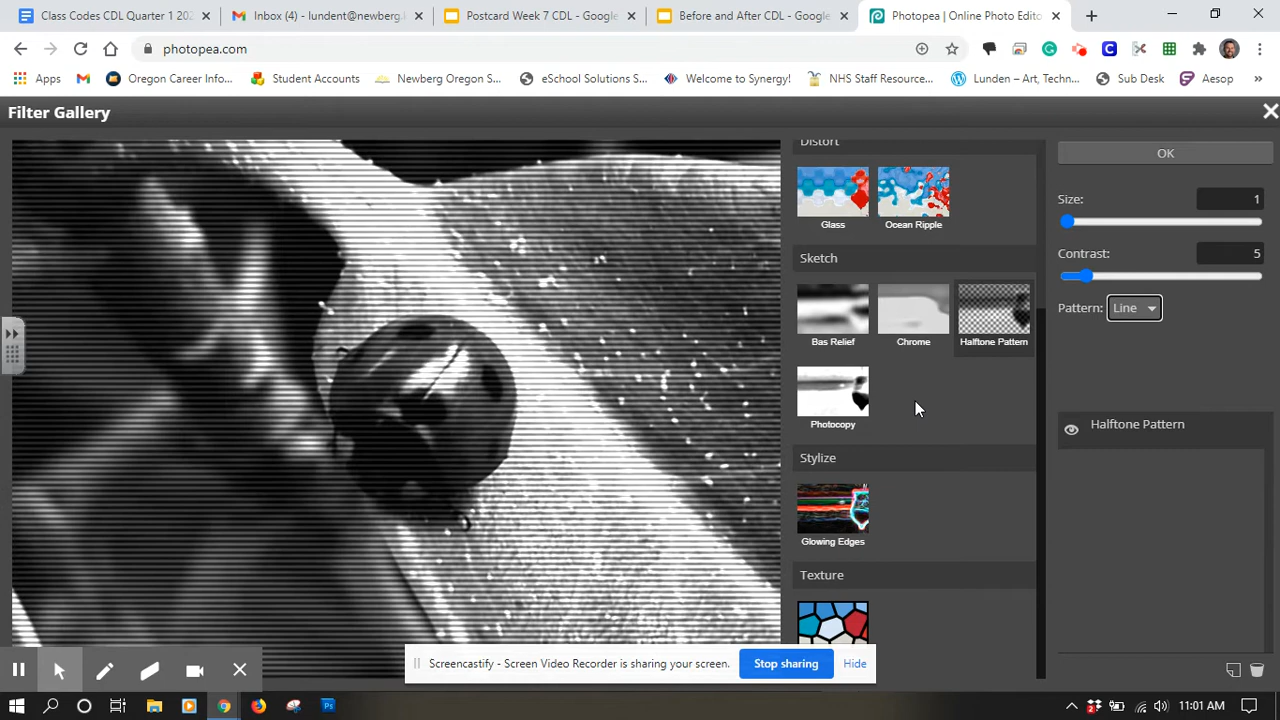 Class Codes CDL Quarter 1 202
Inbox (4) - lundent@newberg
Postcard Week 7 CDL - Google
Before and After CDL - Google
Photopea | Online Photo Edito
photopea.com
Apps
Oregon Career Info...
Student Accounts
Newberg Oregon S...
eSchool Solutions S...
Welcome to Synergy!
NHS Staff Resource...
Lunden – Art, Techn...
Sub Desk
Aesop
Filter Gallery
Distort
OK
Glass
Ocean Ripple
Size:
1
Sketch
Contrast:
5
Bas Relief
Chrome
Halftone Pattern
Pattern:
Line
Photocopy
Halftone Pattern
Stylize
Glowing Edges
Texture
Screencastify - Screen Video Recorder is sharing your screen.
Stop sharing
Hide
11:01 AM